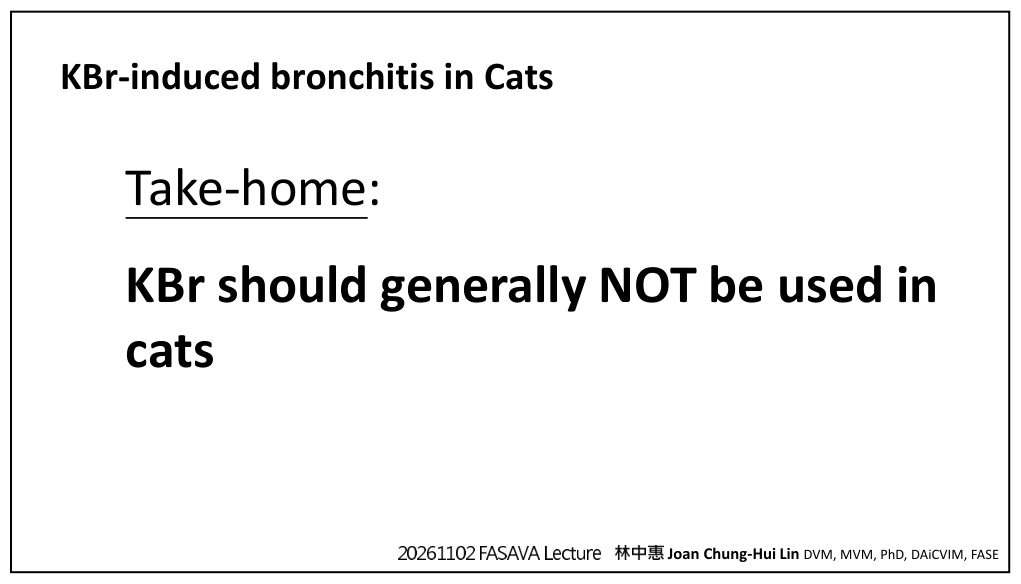 KBr-induced bronchitis in Cats
Take-home:
KBr should generally NOT be used in
cats
20261102 FASAVA Lecture 林中惠 Joan Chung-Hui Lin DVM, MVM, PhD, DAiCVIM, FASE